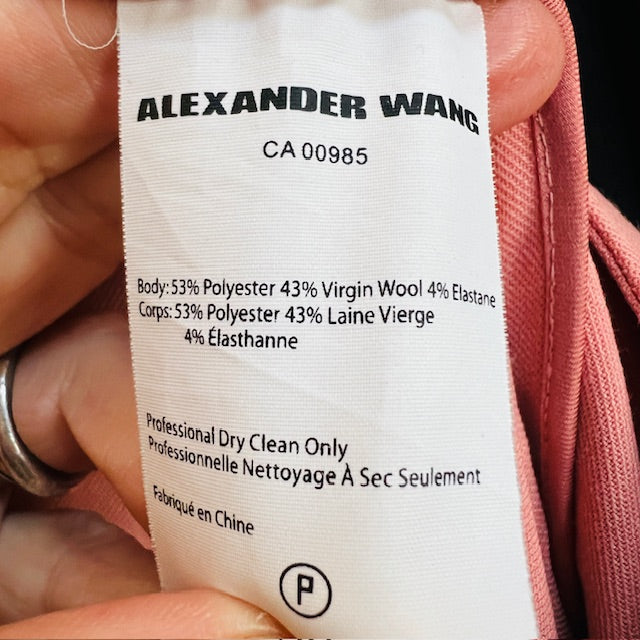 ALEXANDER WANG
CA 00985
Body: 53% Polyester 43% Virgin Wool 4% Elastane
Corps: 53% Polyester 43% Laine Vierge
4% Élasthanne
Professional Dry Clean Only
Professionnelle Nettoyage À Sec Seulement
Fabriqué en Chine
P